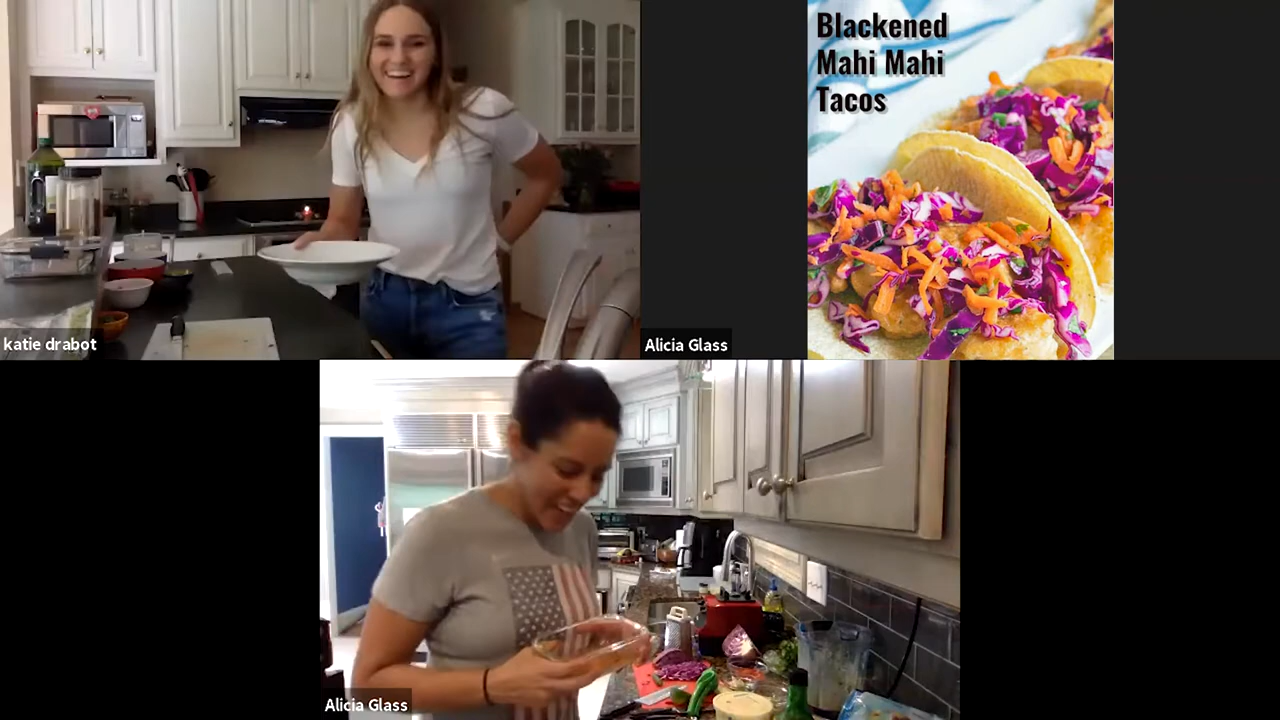 Blackened
Mahi Mahi
Tacos
katie drabot
Alicia Glass
Alicia Glass